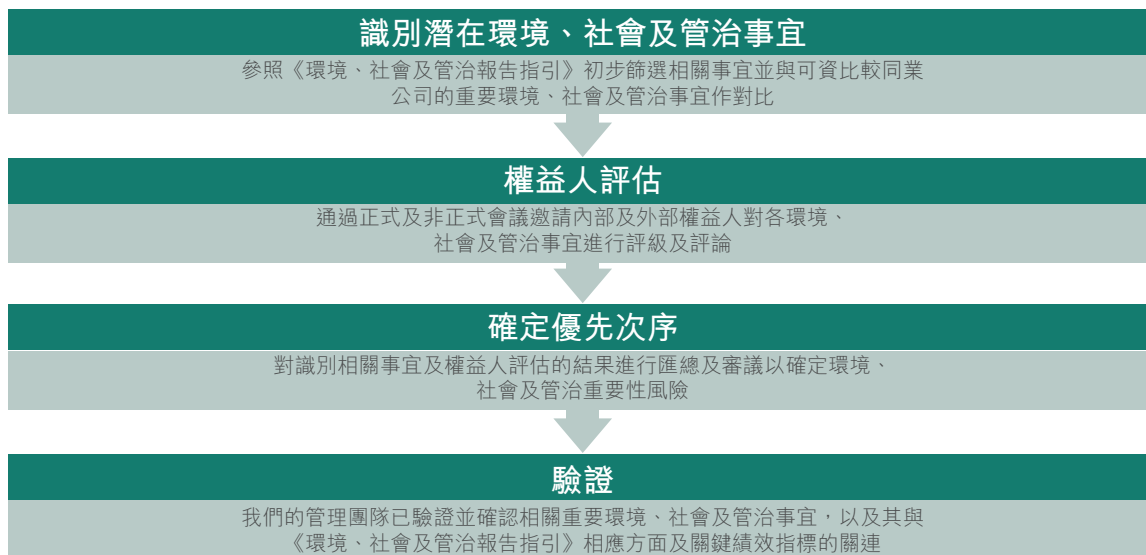 識別潛在環境、社會及管治事宜
參照《環境、社會及管治報告指引》初步篩選相關事宜並與可資比較同業
公司的重要環境、社會及管治事宜作對比
權益人評估
通過正式及非正式會議邀請內部及外部權益人對各環境、
社會及管治事宜進行評級及評論
確定優先次序
對識別相關事宜及權益人評估的結果進行匯總及審議以確定環境、
社會及管治重要性風險
驗證
我們的管理團隊已驗證並確認相關重要環境、社會及管治事宜，以及其與
《環境、社會及管治報告指引》相應方面及關鍵績效指標的關連